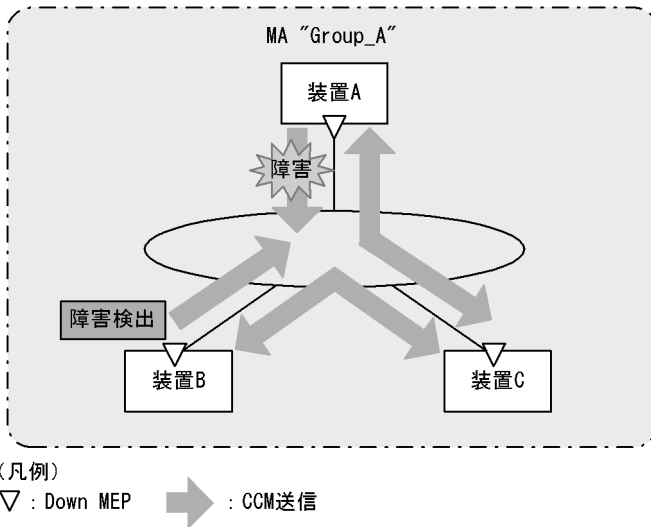 MA "Group_A"
装置A
障害
障害検出
装置B
装置C
(凡例)
▽ : Down MEP : CCM送信